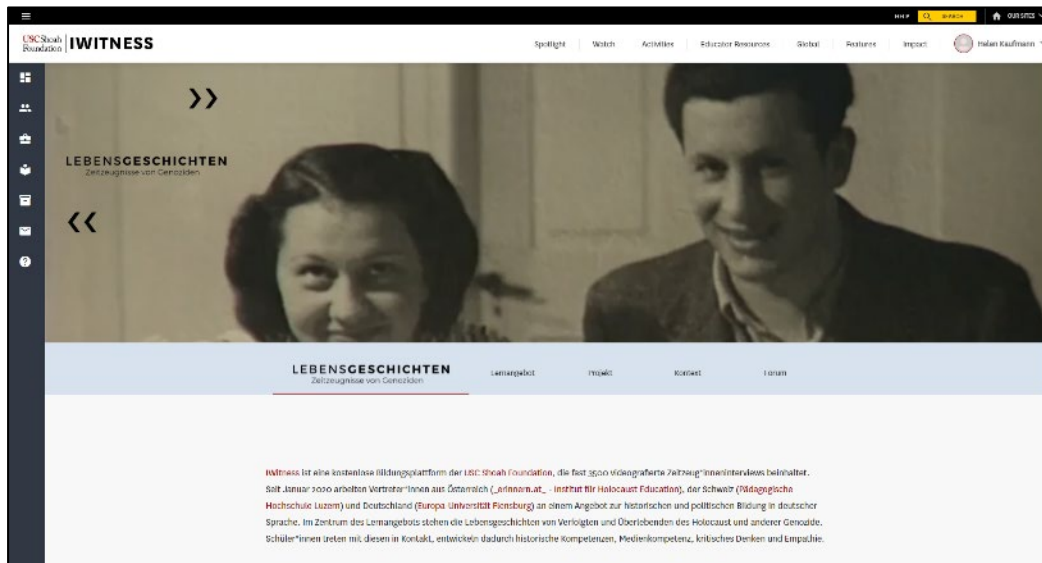 HELP SEARCH OUR SITES
USC Shoah Foundation IWITNESS
Spotlight Watch Activities Educator Resources Global Features Impact Helen Kaufmann
LEBENSGESCHICHTEN
Zeitzeugnisse von Genoziden
LEBENSGESCHICHTEN
Zeitzeugnisse von Genoziden
Lernangebot Projekt Kontext Forum
IWitness ist eine kostenlose Bildungsplattform der USC Shoah Foundation, die fast 3500 videografierte Zeitzeug*inneninterviews beinhaltet.
Seit Januar 2020 arbeiten Vertreter*innen aus Österreich (_erinnern.at_ - Institut für Holocaust Education), der Schweiz (Pädagogische
Hochschule Luzern) und Deutschland (Europa-Universität Flensburg) an einem Angebot zur historischen und politischen Bildung in deutscher
Sprache. Im Zentrum des Lernangebots stehen die Lebensgeschichten von Verfolgten und Überlebenden des Holocaust und anderer Genozide.
Schüler*innen treten mit diesen in Kontakt, entwickeln dadurch historische Kompetenzen, Medienkompetenz, kritisches Denken und Empathie.